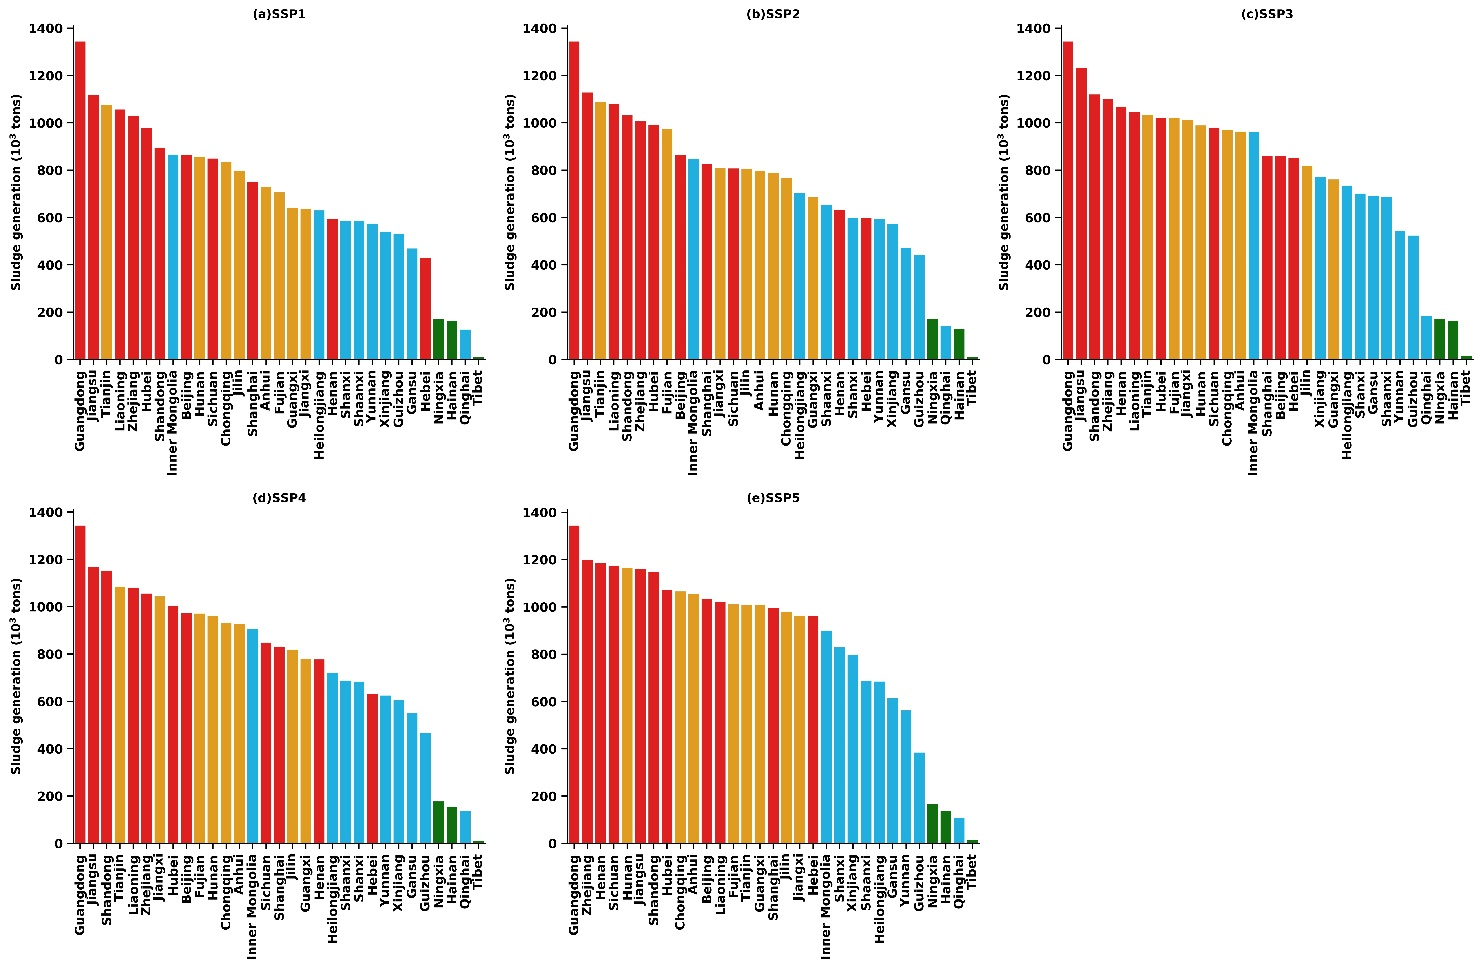 (a)SSP1
Sludge generation (10³ tons)
1400
1200
1000
800
600
400
200
0
Guangdong
Jiangsu
Tianjin
Liaoning
Zhejiang
Hubei
Shandong
Inner Mongolia
Beijing
Hunan
Sichuan
Chongqing
Jilin
Shanghai
Anhui
Fujian
Guangxi
Jiangxi
Heilongjiang
Henan
Shanxi
Shaanxi
Yunnan
Xinjiang
Guizhou
Gansu
Hebei
Ningxia
Hainan
Qinghai
Tibet
(b)SSP2
Sludge generation (10³ tons)
1400
1200
1000
800
600
400
200
0
Guangdong
Jiangsu
Tianjin
Liaoning
Shandong
Zhejiang
Hubei
Fujian
Beijing
Inner Mongolia
Shanghai
Jiangxi
Sichuan
Jilin
Anhui
Hunan
Chongqing
Heilongjiang
Guangxi
Shaanxi
Henan
Shanxi
Hebei
Yunnan
Xinjiang
Gansu
Guizhou
Ningxia
Qinghai
Hainan
Tibet
(c)SSP3
Sludge generation (10³ tons)
1400
1200
1000
800
600
400
200
0
Guangdong
Jiangsu
Shandong
Zhejiang
Henan
Liaoning
Tianjin
Hubei
Fujian
Jiangxi
Hunan
Sichuan
Chongqing
Anhui
Inner Mongolia
Shanghai
Beijing
Hebei
Jilin
Xinjiang
Guangxi
Heilongjiang
Shanxi
Gansu
Shaanxi
Yunnan
Guizhou
Qinghai
Ningxia
Hainan
Tibet
(d)SSP4
Sludge generation (10³ tons)
1400
1200
1000
800
600
400
200
0
Guangdong
Jiangsu
Shandong
Tianjin
Liaoning
Zhejiang
Jiangxi
Hubei
Beijing
Fujian
Hunan
Chongqing
Anhui
Inner Mongolia
Sichuan
Shanghai
Jilin
Guangxi
Henan
Heilongjiang
Shaanxi
Shanxi
Hebei
Yunnan
Xinjiang
Gansu
Guizhou
Ningxia
Hainan
Qinghai
Tibet
(e)SSP5
Sludge generation (10³ tons)
1400
1200
1000
800
600
400
200
0
Guangdong
Zhejiang
Henan
Sichuan
Hunan
Jiangsu
Shandong
Hubei
Chongqing
Anhui
Beijing
Liaoning
Fujian
Tianjin
Guangxi
Shanghai
Jilin
Jiangxi
Hebei
Inner Mongolia
Shanxi
Xinjiang
Shaanxi
Heilongjiang
Gansu
Yunnan
Guizhou
Ningxia
Hainan
Qinghai
Tibet